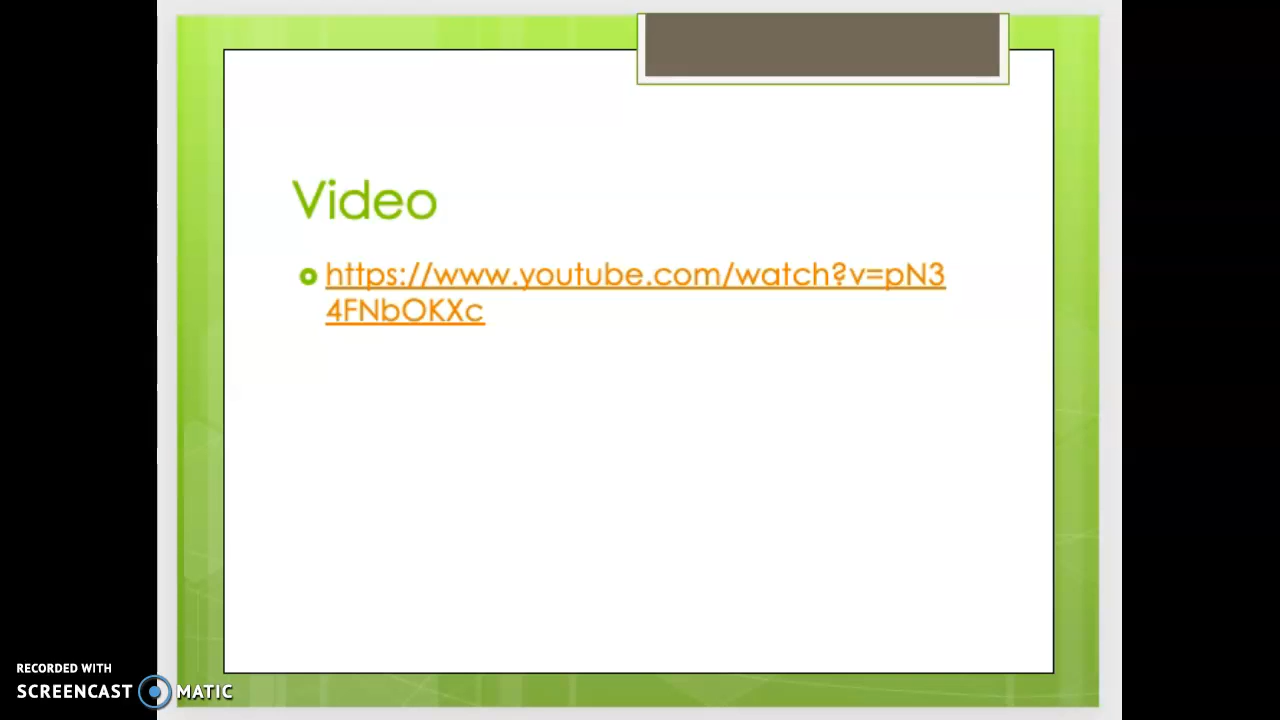 Video
https://www.youtube.com/watch?v=pN3
4FNbOKXc
RECORDED WITH
SCREENCAST MATIC